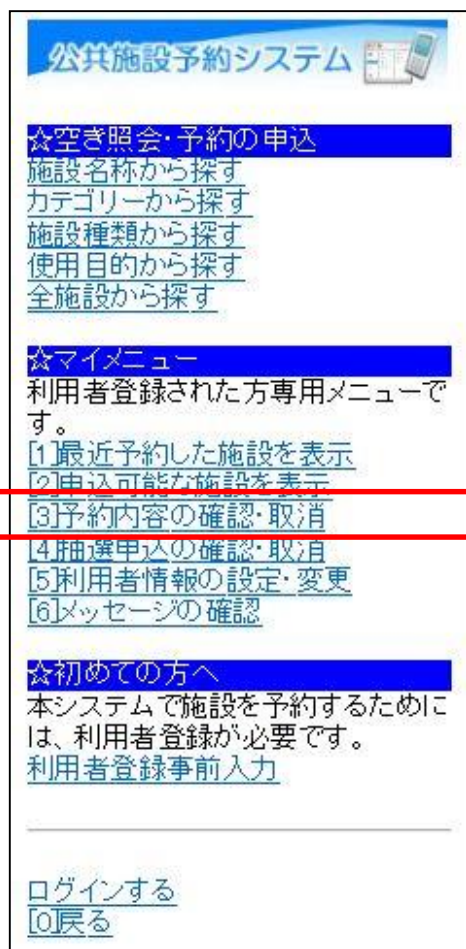 公共施設予約システム
☆空き照会・予約の申込
施設名称から探す
カテゴリーから探す
施設種類から探す
使用目的から探す
全施設から探す
☆マイメニュー
利用者登録された方専用メニューで
す。
[1]最近予約した施設を表示
[2]申込可能な施設を表示
[3]予約内容の確認・取消
[4]抽選申込の確認・取消
[5]利用者情報の設定・変更
[6]メッセージの確認
☆初めての方へ
本システムで施設を予約するために
は、利用者登録が必要です。
利用者登録事前入力
ログインする
[0]戻る